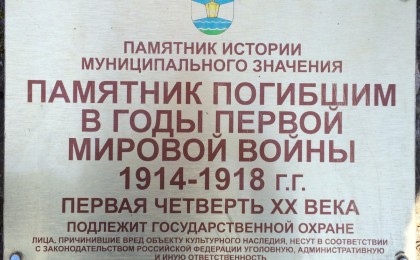 ПАМЯТНИК ИСТОРИИ
МУНИЦИПАЛЬНОГО ЗНАЧЕНИЯ
ПАМЯТНИК ПОГИБШИМ
В ГОДЫ ПЕРВОЙ
МИРОВОЙ ВОЙНЫ
1914-1918 г.г.
ПЕРВАЯ ЧЕТВЕРТЬ XX ВЕКА
ПОДЛЕЖИТ ГОСУДАРСТВЕННОЙ ОХРАНЕ
ЛИЦА, ПРИЧИНИВШИЕ ВРЕД ОБЪЕКТУ КУЛЬТУРНОГО НАСЛЕДИЯ, НЕСУТ В СООТВЕТСТВИИ
С ЗАКОНОДАТЕЛЬСТВОМ РОССИЙСКОЙ ФЕДЕРАЦИИ УГОЛОВНУЮ, АДМИНИСТРАТИВНУЮ
И ИНУЮ ОТВЕТСТВЕННОСТЬ